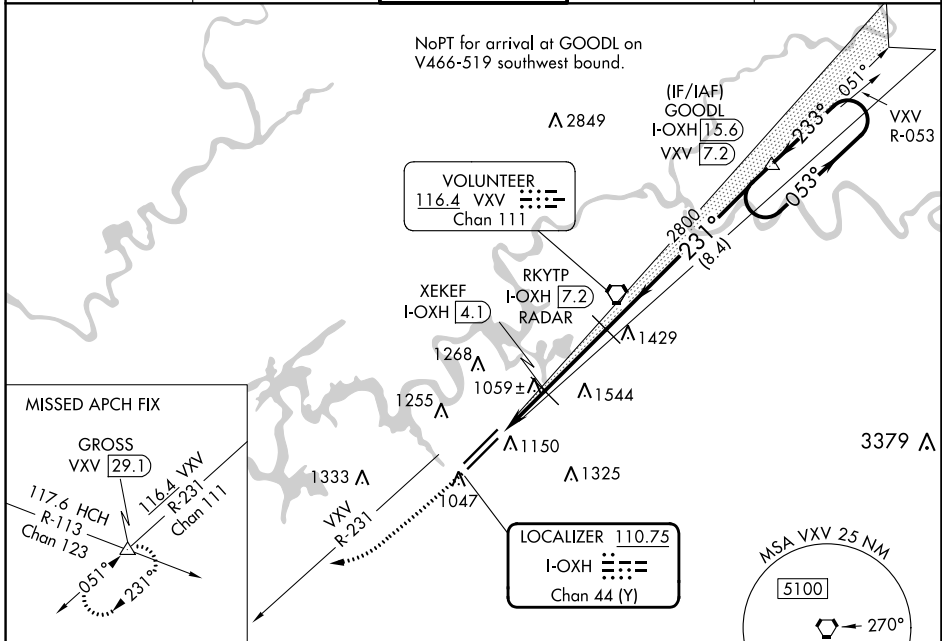 NoPT for arrival at GOODL on
V466-519 southwest bound.
(IF/IAF)
GOODL
I-OXH 15.6
VXV 7.2
051°
233°
053°
VXV
R-053
2849
VOLUNTEER
116.4 VXV
Chan 111
2800
231°
(8.4)
XEKEF
I-OXH 4.1
RKYTP
I-OXH 7.2
RADAR
1429
1268
1059±
1544
1255
1150
3379
1333
1325
1047
VXV
R-231
MISSED APCH FIX
GROSS
VXV 29.1
117.6 HCH
R-113
Chan 123
116.4 VXV
R-231
Chan 111
051°
231°
LOCALIZER 110.75
I-OXH
Chan 44 (Y)
MSA VXV 25 NM
5100
270°